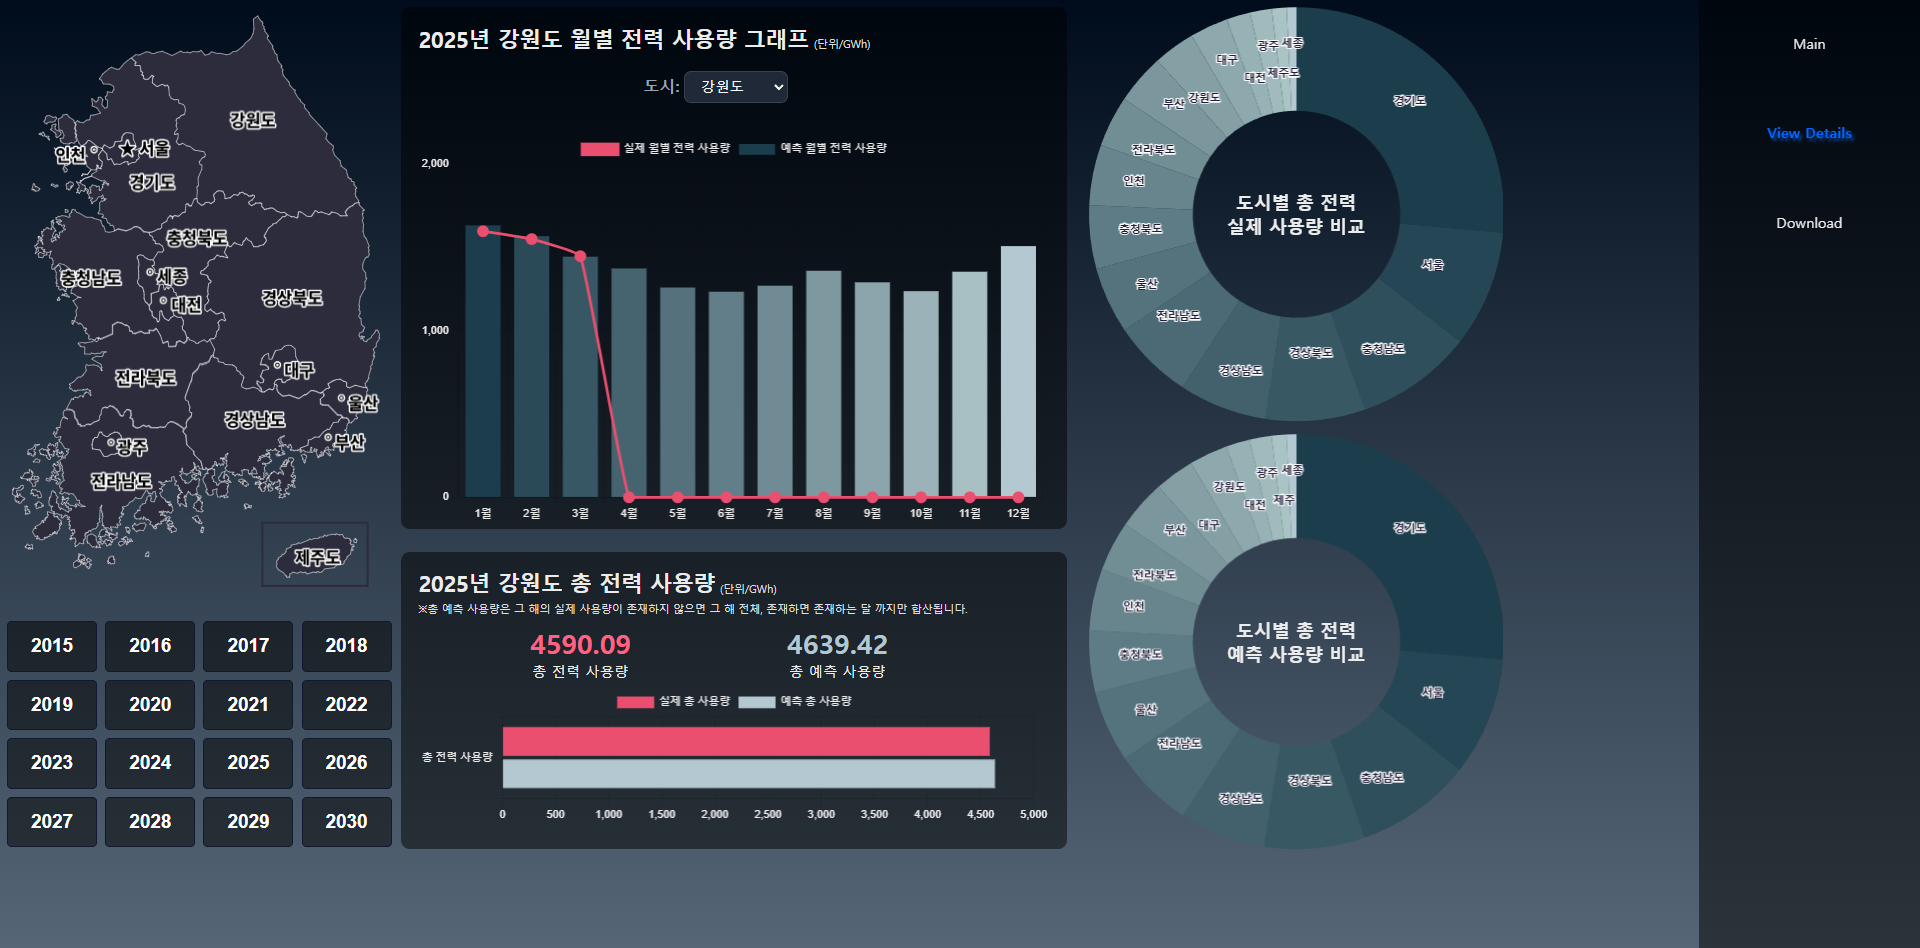 강원도
인천
서울
경기도
충청북도
충청남도
세종
대전
경상북도
대구
전라북도
울산
경상남도
부산
광주
전라남도
제주도
2015
2016
2017
2018
2019
2020
2021
2022
2023
2024
2025
2026
2027
2028
2029
2030
2025년 강원도 월별 전력 사용량 그래프 (단위/GWh)
도시: 강원도
실제 월별 전력 사용량 예측 월별 전력 사용량
2,000
1,000
0
1월 2월 3월 4월 5월 6월 7월 8월 9월 10월 11월 12월
2025년 강원도 총 전력 사용량 (단위/GWh)
※총 예측 사용량은 그 해의 실제 사용량이 존재하지 않으면 그 해 전체, 존재하면 존재하는 달 까지만 합산됩니다.
4590.09 4639.42
총 전력 사용량 총 예측 사용량
실제 총 사용량 예측 총 사용량
총 전력 사용량
0 500 1,000 1,500 2,000 2,500 3,000 3,500 4,000 4,500 5,000
도시별 총 전력
실제 사용량 비교
경기도
서울
충청남도
경상북도
경상남도
전라남도
울산
충청북도
인천
전라북도
부산
강원도
대구
대전
광주
제주도
세종
도시별 총 전력
예측 사용량 비교
경기도
서울
충청남도
경상북도
경상남도
전라남도
울산
충청북도
인천
전라북도
부산
대구
강원도
대전
광주
제주
세종
Main
View Details
Download